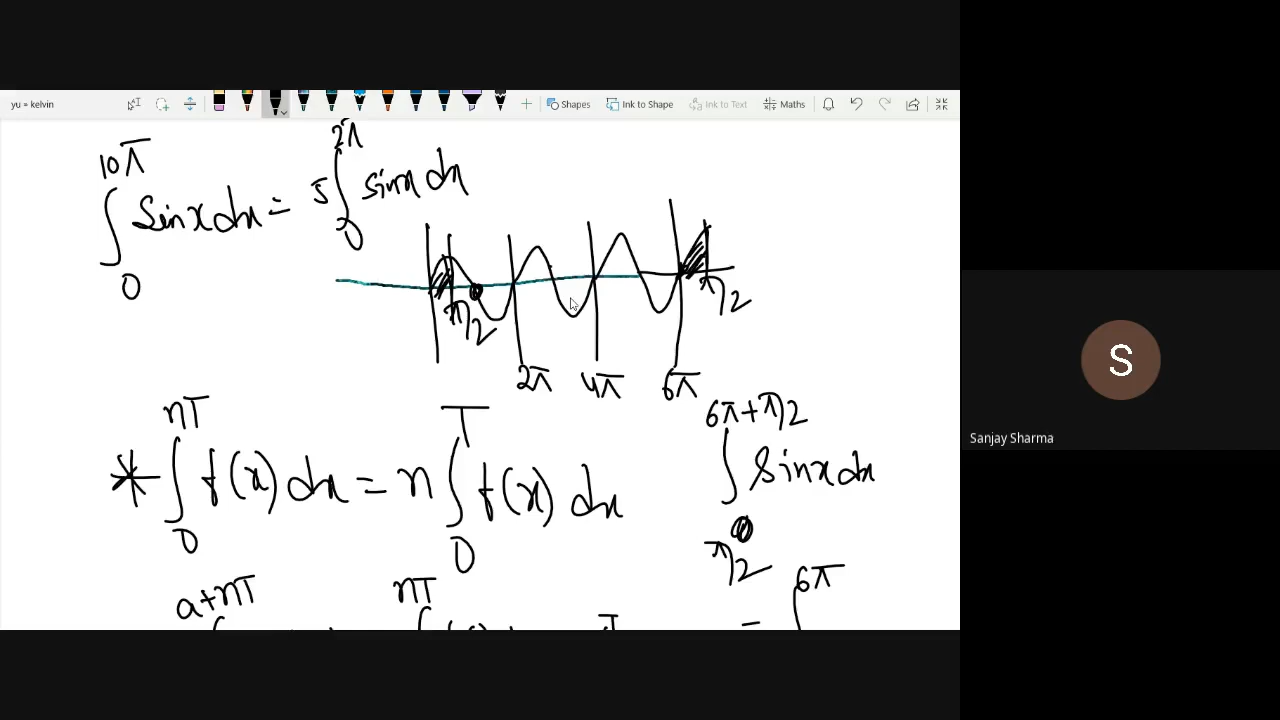 yu = kelvin
Shapes Ink to Shape Ink to Text Maths
∫₀^{10π} sinx dx = 5 ∫₀^{2π} sinx dx
π/2 π/2
2π 4π 6π
* ∫₀^{nT} f(x) dx = n ∫₀^{T} f(x) dx
∫_{π/2}^{6π+π/2} sinx dx
a+nT nT T = 6π
S
Sanjay Sharma